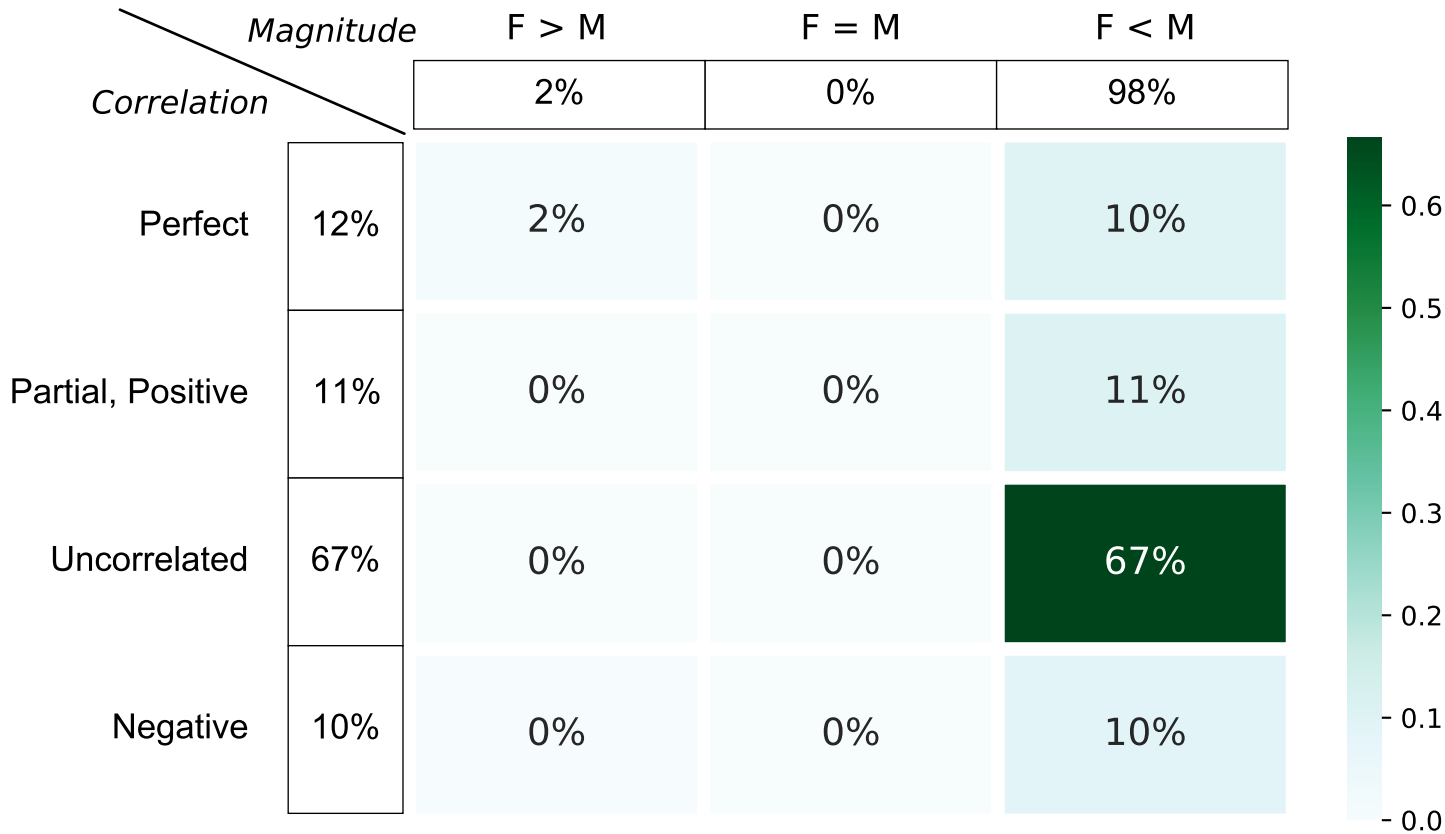 Magnitude F > M F = M F < M
Correlation 2% 0% 98%
Perfect 12% 2% 0% 10%
Partial, Positive 11% 0% 0% 11%
Uncorrelated 67% 0% 0% 67%
Negative 10% 0% 0% 10%
0.6
0.5
0.4
0.3
0.2
0.1
0.0